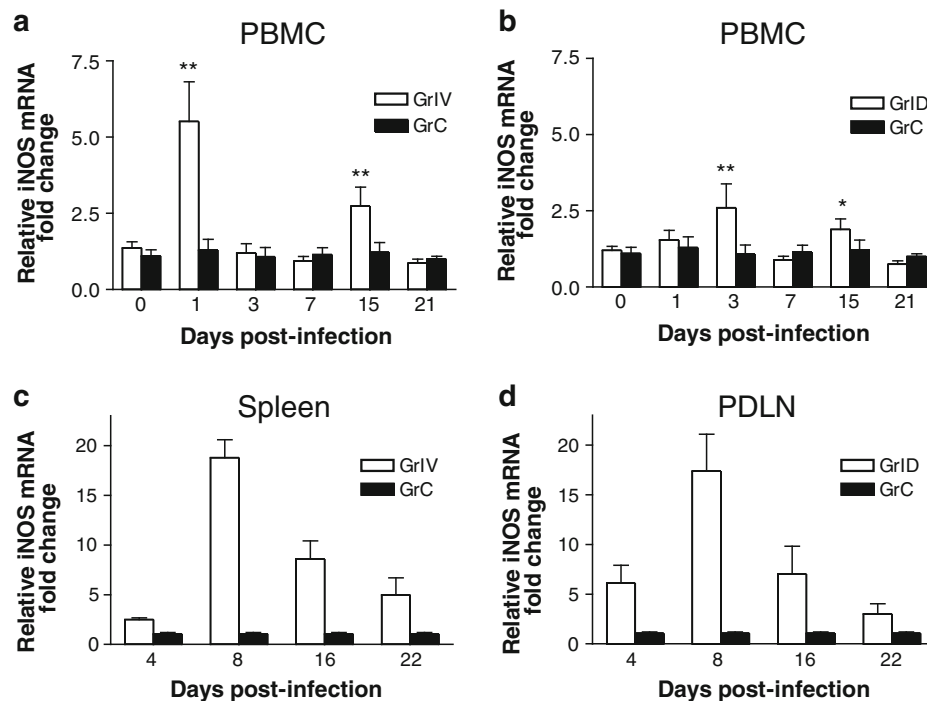 a
PBMC
Relative iNOS mRNA
fold change
7.5
5.0
2.5
0.0
**
**
GrIV
GrC
0 1 3 7 15 21
Days post-infection
b
PBMC
Relative iNOS mRNA
fold change
7.5
5.0
2.5
0.0
**
*
GrID
GrC
0 1 3 7 15 21
Days post-infection
c
Spleen
Relative iNOS mRNA
fold change
20
15
10
5
0
GrIV
GrC
4 8 16 22
Days post-infection
d
PDLN
Relative iNOS mRNA
fold change
20
15
10
5
0
GrID
GrC
4 8 16 22
Days post-infection